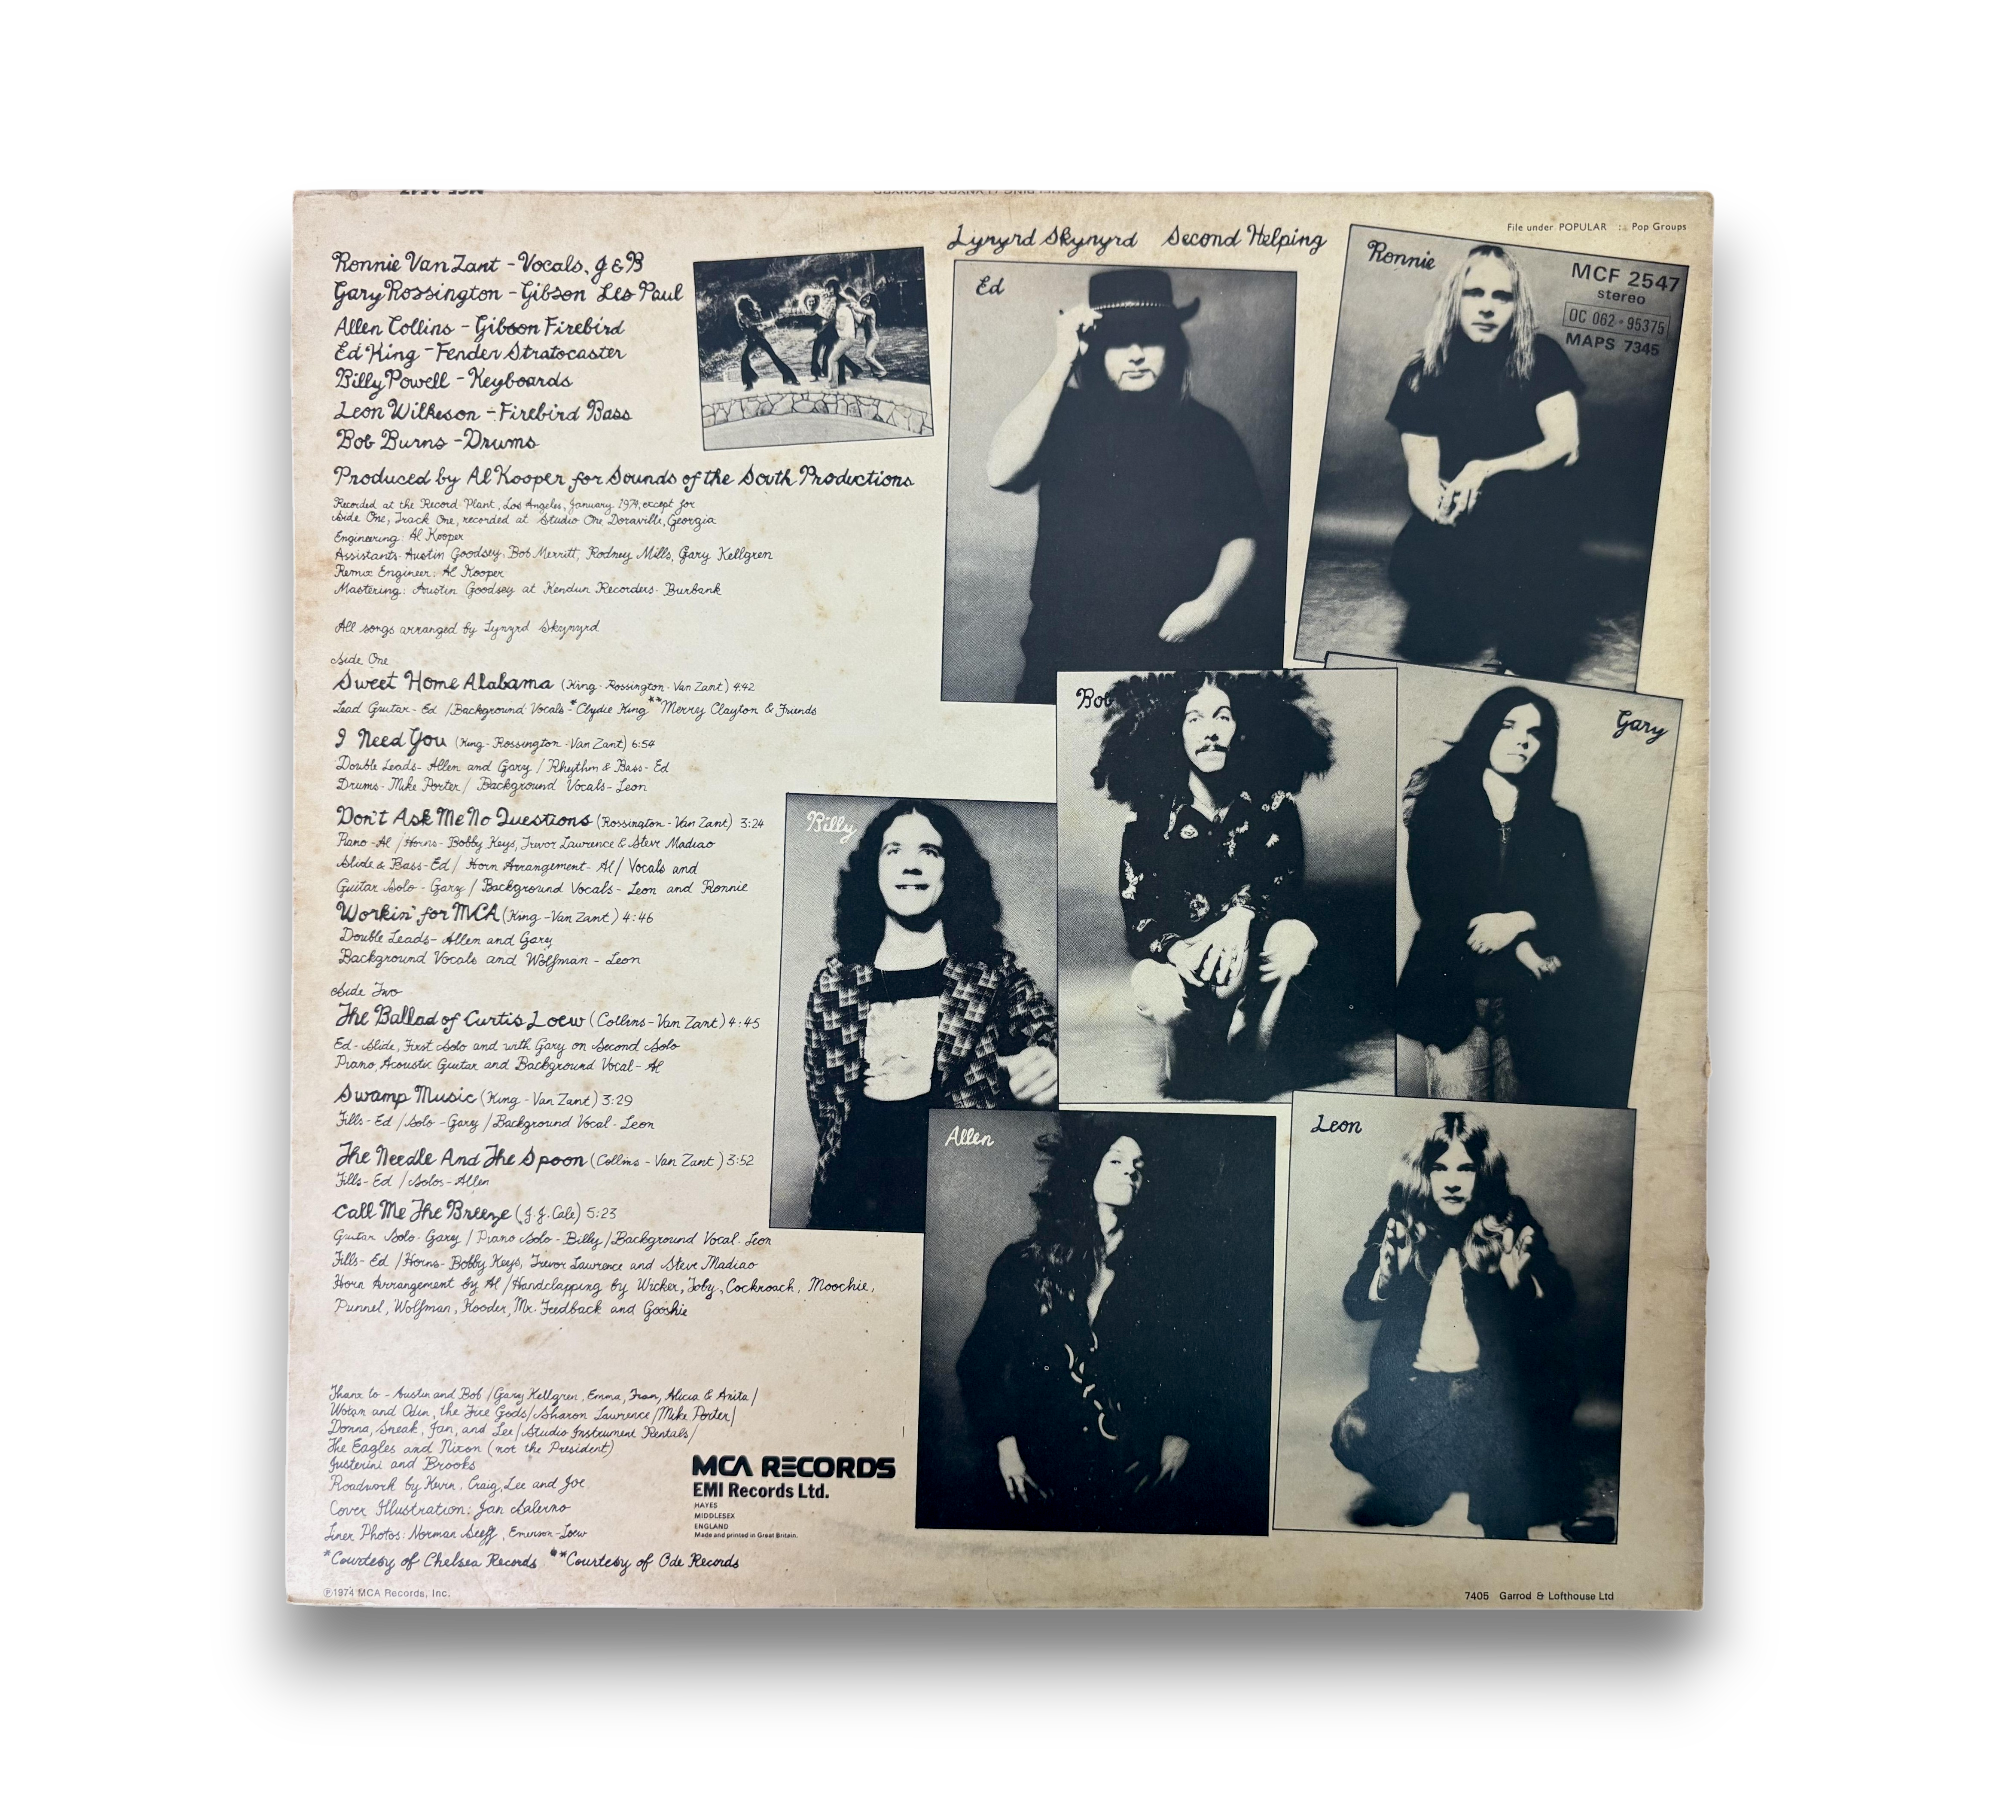 Ronnie Van Zant - Vocals, J & B
Gary Rossington - Gibson Les Paul
Allen Collins - Gibson Firebird
Ed King - Fender Stratocaster
Billy Powell - Keyboards
Leon Wilkeson - Firebird Bass
Bob Burns - Drums
Produced by Al Kooper for Sounds of the South Productions
Recorded at the Record Plant, Los Angeles, January 1974, except for
Side One, Track One, recorded at Studio One Doraville, Georgia
Engineering: Al Kooper
Assistants - Austin Goodsey, Bob Merritt, Rodney Mills, Gary Kellgren
Remix Engineer: Al Kooper
Mastering: Austin Goodsey at Kendun Recorders - Burbank
All songs arranged by Lynyrd Skynyrd
Side One
Sweet Home Alabama (King - Rossington - Van Zant) 4:42
Lead Guitar - Ed / Background Vocals - *Clydie King **Merry Clayton & Friends
I Need You (King - Rossington - Van Zant) 6:54
Double Leads - Allen and Gary / Rhythm & Bass - Ed
Drums - Mike Porter / Background Vocals - Leon
Don't Ask Me No Questions (Rossington - Van Zant) 3:24
Piano - Al / Horns - Bobby Keys, Trevor Lawrence & Steve Madiao
Slide & Bass - Ed / Horn Arrangement - Al / Vocals and
Guitar Solo - Gary / Background Vocals - Leon and Ronnie
Workin' for MCA (King - Van Zant) 4:46
Double Leads - Allen and Gary
Background Vocals and Wolfman - Leon
Side Two
The Ballad of Curtis Loew (Collins - Van Zant) 4:45
Ed - Slide, First Solo and with Gary on Second Solo
Piano, Acoustic Guitar and Background Vocal - Al
Swamp Music (King - Van Zant) 3:29
Fills - Ed / Solo - Gary / Background Vocal - Leon
The Needle And The Spoon (Collins - Van Zant) 3:52
Fills - Ed / Solos - Allen
Call Me The Breeze (J.J. Cale) 5:23
Guitar Solo - Gary / Piano Solo - Billy / Background Vocal - Leon
Fills - Ed / Horns - Bobby Keys, Trevor Lawrence and Steve Madiao
Horn Arrangement by Al / Handclapping by Wicker, Toby, Cockroach, Moochie,
Punnel, Wolfman, Kooder, Mr. Feedback and Gooshie
Thanx to - Austin and Bob / Gary Kellgren, Emma, Fran, Alicia & Anita /
Wotan and Odin, the Fire Gods / Sharon Lawrence / Mike Porter /
Donna, Sneak, Jan, and Lee / Studio Instrument Rentals /
The Eagles and Nixon (not the President)
Justerini and Brooks
Roadwork by Kevin, Craig, Lee and Joe
Cover Illustration: Jan Salerno
Liner Photos: Norman Seeff, Emerson-Loew
*Courtesy of Chelsea Records **Courtesy of Ode Records
℗1974 MCA Records, Inc.
MCA RECORDS
EMI Records Ltd.
HAYES
MIDDLESEX
ENGLAND
Made and printed in Great Britain.
Lynyrd Skynyrd Second Helping
File under POPULAR : Pop Groups
Ed
Ronnie
MCF 2547
stereo
OC 062 · 95375
MAPS 7345
Bob
Gary
Billy
Allen
Leon
7405 Garrod & Lofthouse Ltd